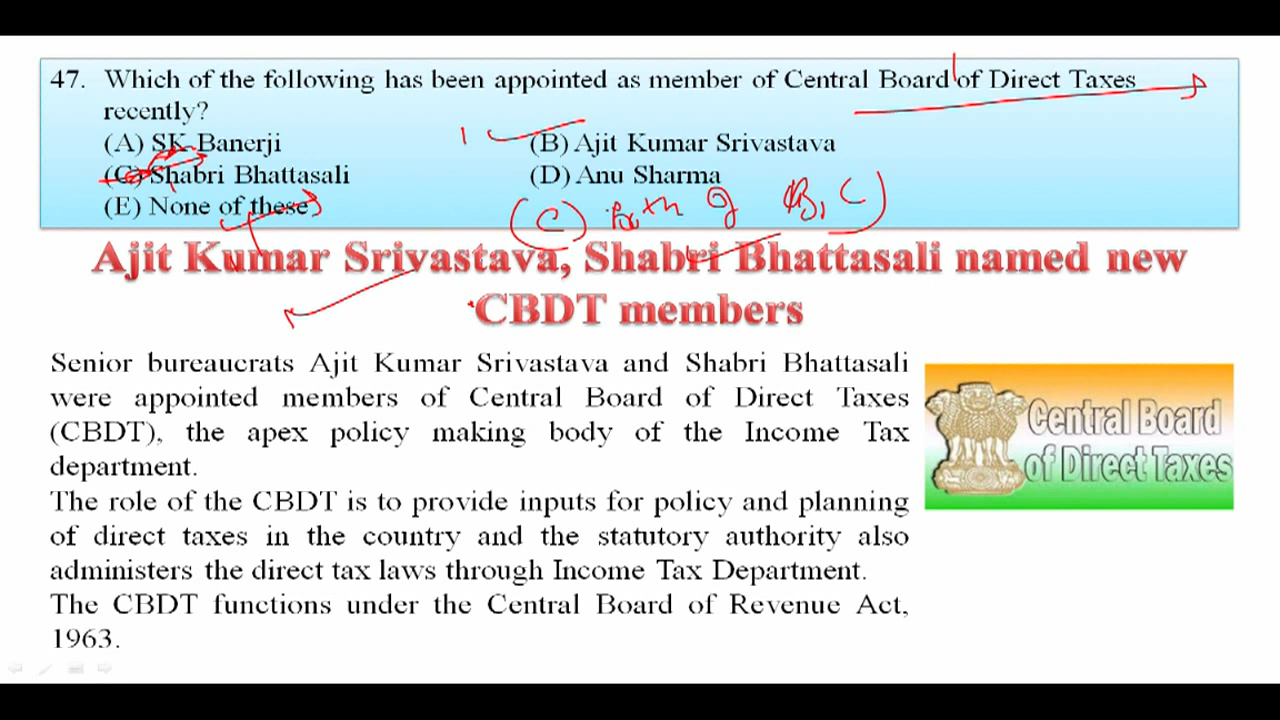 47. Which of the following has been appointed as member of Central Board of Direct Taxes
recently?
(A) SK Banerji (B) Ajit Kumar Srivastava
(C) Shabri Bhattasali (D) Anu Sharma
(E) None of these
(C) Both of (B, C)
Ajit Kumar Srivastava, Shabri Bhattasali named new
CBDT members
Senior bureaucrats Ajit Kumar Srivastava and Shabri Bhattasali
were appointed members of Central Board of Direct Taxes
(CBDT), the apex policy making body of the Income Tax
department.
The role of the CBDT is to provide inputs for policy and planning
of direct taxes in the country and the statutory authority also
administers the direct tax laws through Income Tax Department.
The CBDT functions under the Central Board of Revenue Act,
1963.
Central Board
of Direct Taxes